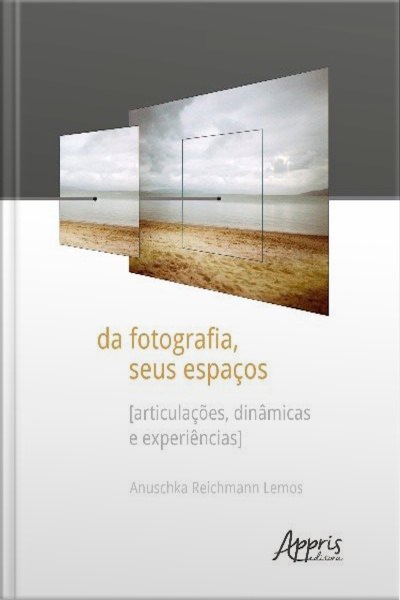 da fotografia,
seus espaços
[articulações, dinâmicas
e experiências]
Anuschka Reichmann Lemos
Appris
editora